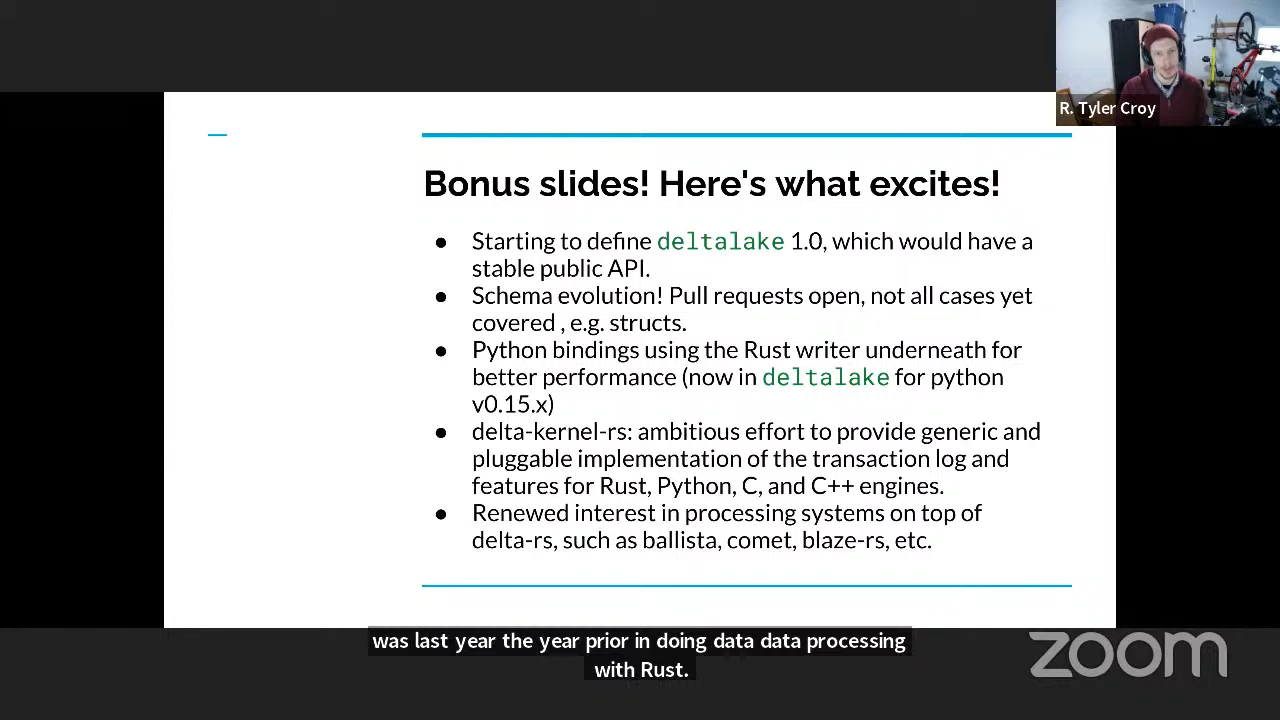 R. Tyler Croy
Bonus slides! Here's what excites!
● Starting to define deltalake 1.0, which would have a
stable public API.
● Schema evolution! Pull requests open, not all cases yet
covered , e.g. structs.
● Python bindings using the Rust writer underneath for
better performance (now in deltalake for python
v0.15.x)
● delta-kernel-rs: ambitious effort to provide generic and
pluggable implementation of the transaction log and
features for Rust, Python, C, and C++ engines.
● Renewed interest in processing systems on top of
delta-rs, such as ballista, comet, blaze-rs, etc.
was last year the year prior in doing data data processing
with Rust.
zoom